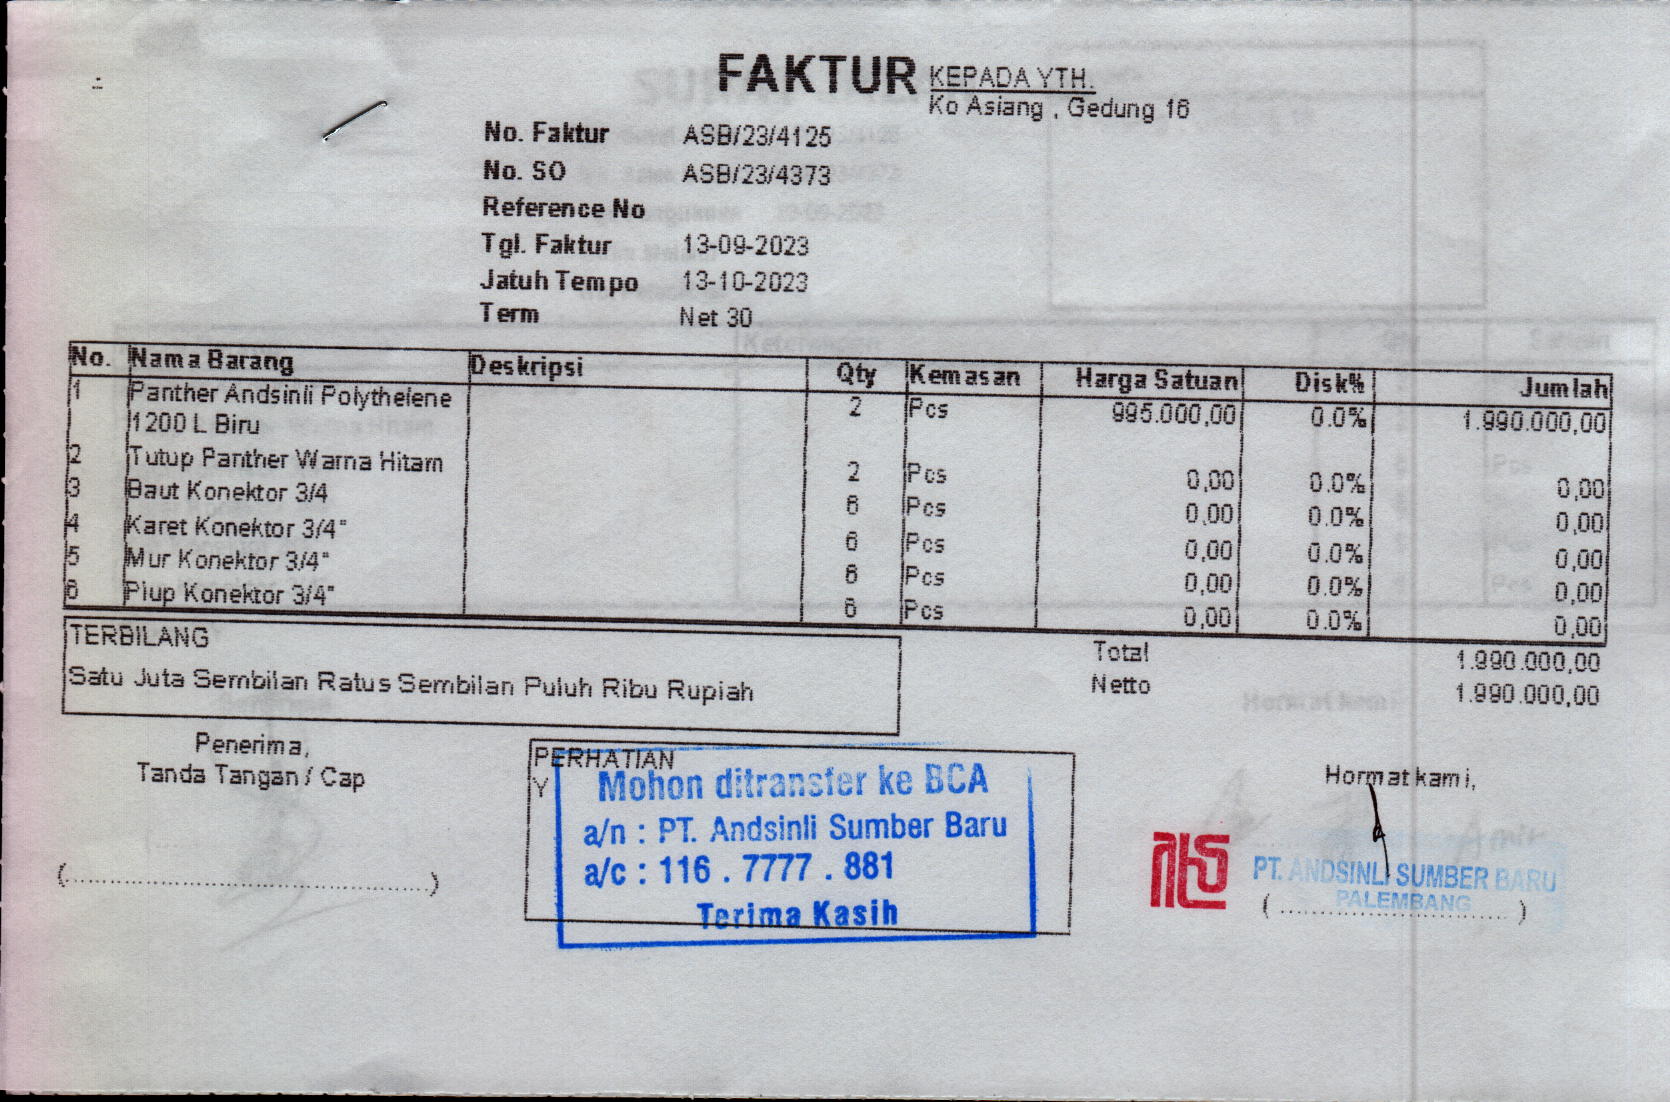 FAKTUR
KEPADA YTH.
Ko Asiang , Gedung 16
No. Faktur ASB/23/4125
No. SO ASB/23/4373
Reference No
Tgl. Faktur 13-09-2023
Jatuh Tempo 13-10-2023
Term Net 30
No. Nama Barang Deskripsi Qty Kemasan Harga Satuan Disk% Jumlah
1 Panther Andsinli Polythelene 2 Pcs 995.000,00 0.0% 1.990.000,00
1200 L Biru
2 Tutup Panther Warna Hitam 2 Pcs 0,00 0.0% 0,00
3 Baut Konektor 3/4 6 Pcs 0,00 0.0% 0,00
4 Karet Konektor 3/4" 6 Pcs 0,00 0.0% 0,00
5 Mur Konektor 3/4" 6 Pcs 0,00 0.0% 0,00
6 Plup Konektor 3/4" 6 Pcs 0,00 0.0% 0,00
TERBILANG
Satu Juta Sembilan Ratus Sembilan Puluh Ribu Rupiah
Total 1.990.000,00
Netto 1.990.000,00
Penerima,
Tanda Tangan / Cap
(..........................................................)
PERHATIAN
Y
Mohon ditransfer ke BCA
a/n : PT. Andsinli Sumber Baru
a/c : 116 . 7777 . 881
Terima Kasih
Hormat kami,
PT. ANDSINLI SUMBER BARU
PALEMBANG
( ...................................... )